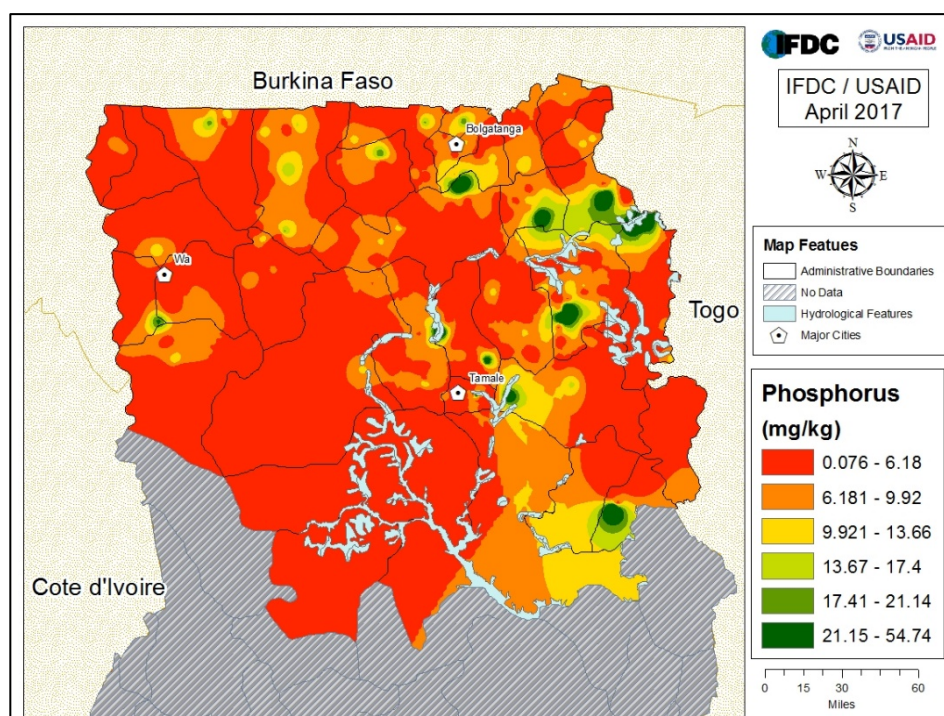 Burkina Faso
Bolgatanga
Wa
Togo
Tamale
Cote d'Ivoire
IFDC
USAID
IFDC / USAID
April 2017
N
W E
S
Map Featues
Administrative Boundaries
No Data
Hydrological Features
Major Cities
Phosphorus
(mg/kg)
0.076 - 6.18
6.181 - 9.92
9.921 - 13.66
13.67 - 17.4
17.41 - 21.14
21.15 - 54.74
0 15 30 60
Miles